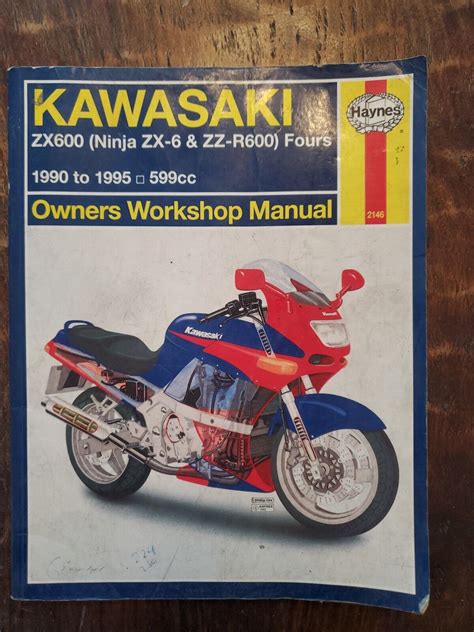 KAWASAKI
Haynes
ZX600 (Ninja ZX-6 & ZZ-R600) Fours
1990 to 1995 □ 599cc
Owners Workshop Manual
2146
Kawasaki